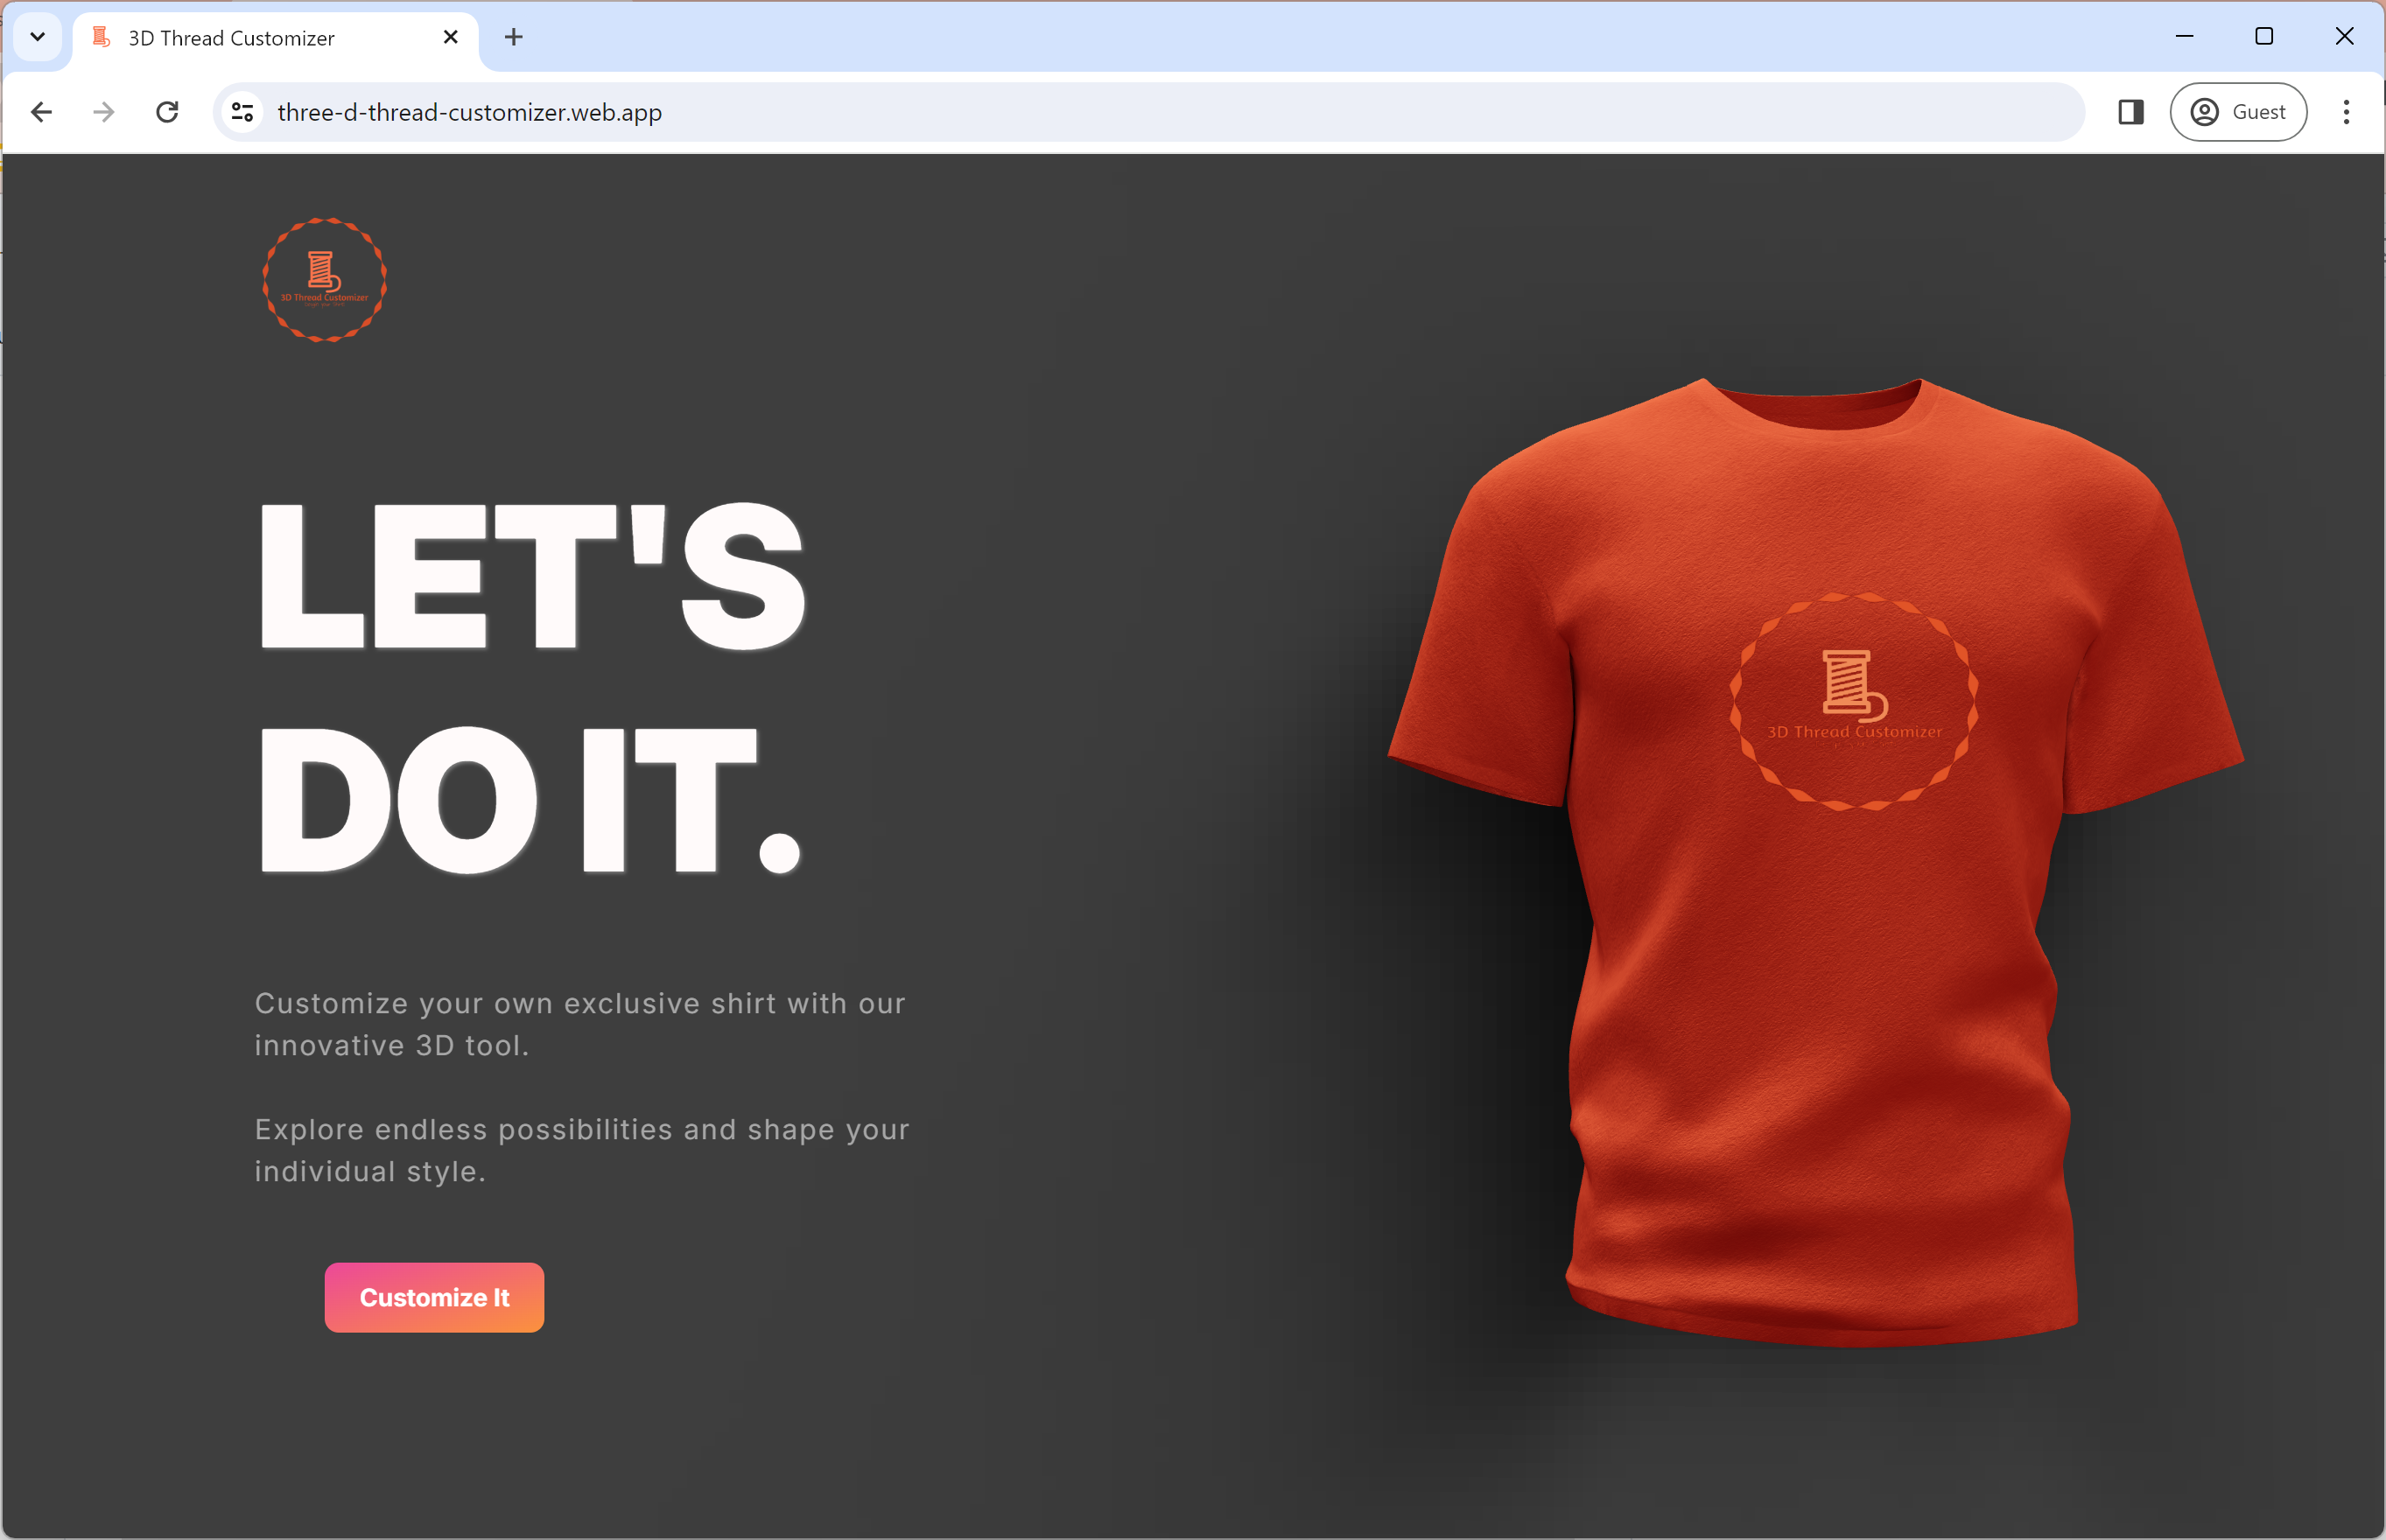 3D Thread Customizer
three-d-thread-customizer.web.app
Guest
3D Thread Customizer
LET'S
DO IT.
3D Thread Customizer
Customize your own exclusive shirt with our
innovative 3D tool.
Explore endless possibilities and shape your
individual style.
Customize It